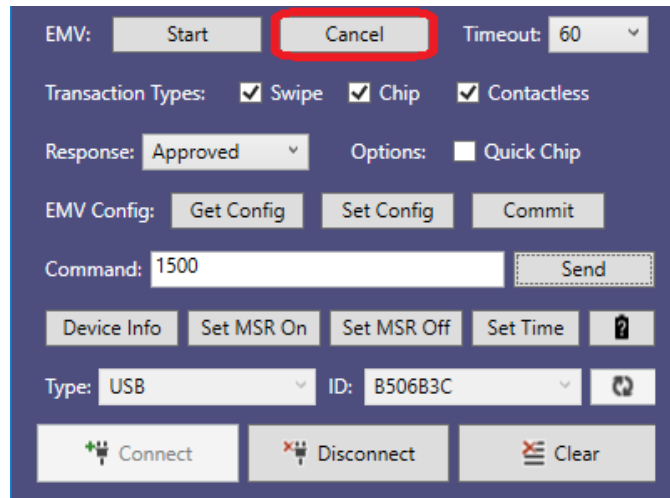 EMV: Start Cancel Timeout: 60
Transaction Types: Swipe Chip Contactless
Response: Approved Options: Quick Chip
EMV Config: Get Config Set Config Commit
Command: 1500 Send
Device Info Set MSR On Set MSR Off Set Time ?
Type: USB ID: B506B3C
Connect Disconnect Clear